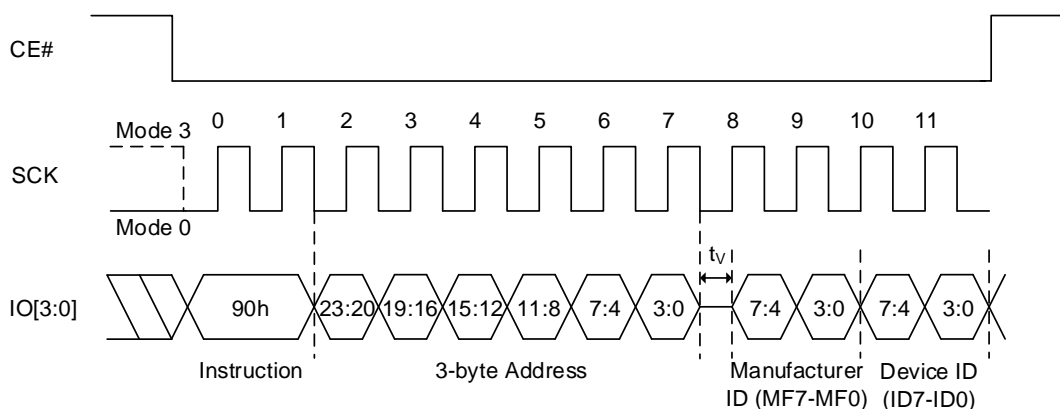 CE#
0 1 2 3 4 5 6 7 8 9 10 11
Mode 3
SCK
Mode 0
tV
IO[3:0]
90h 23:20 19:16 15:12 11:8 7:4 3:0 7:4 3:0 7:4 3:0
Instruction 3-byte Address Manufacturer Device ID
ID (MF7-MF0) (ID7-ID0)